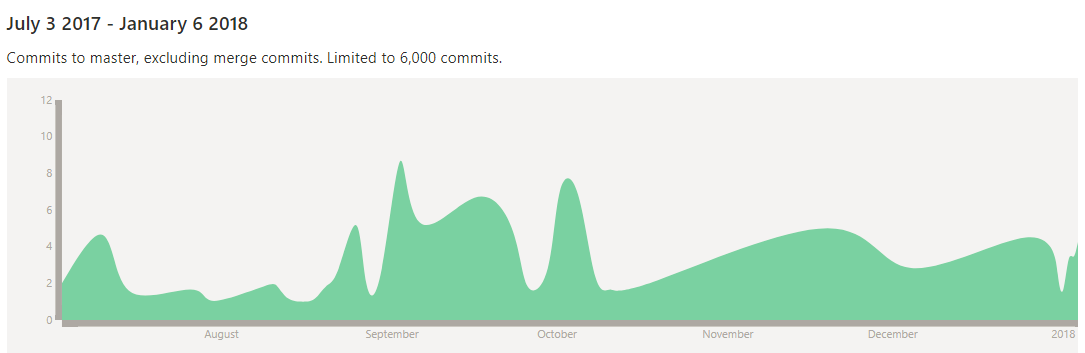 July 3 2017 - January 6 2018
Commits to master, excluding merge commits. Limited to 6,000 commits.
12
10
8
6
4
2
0
August September October November December 2018